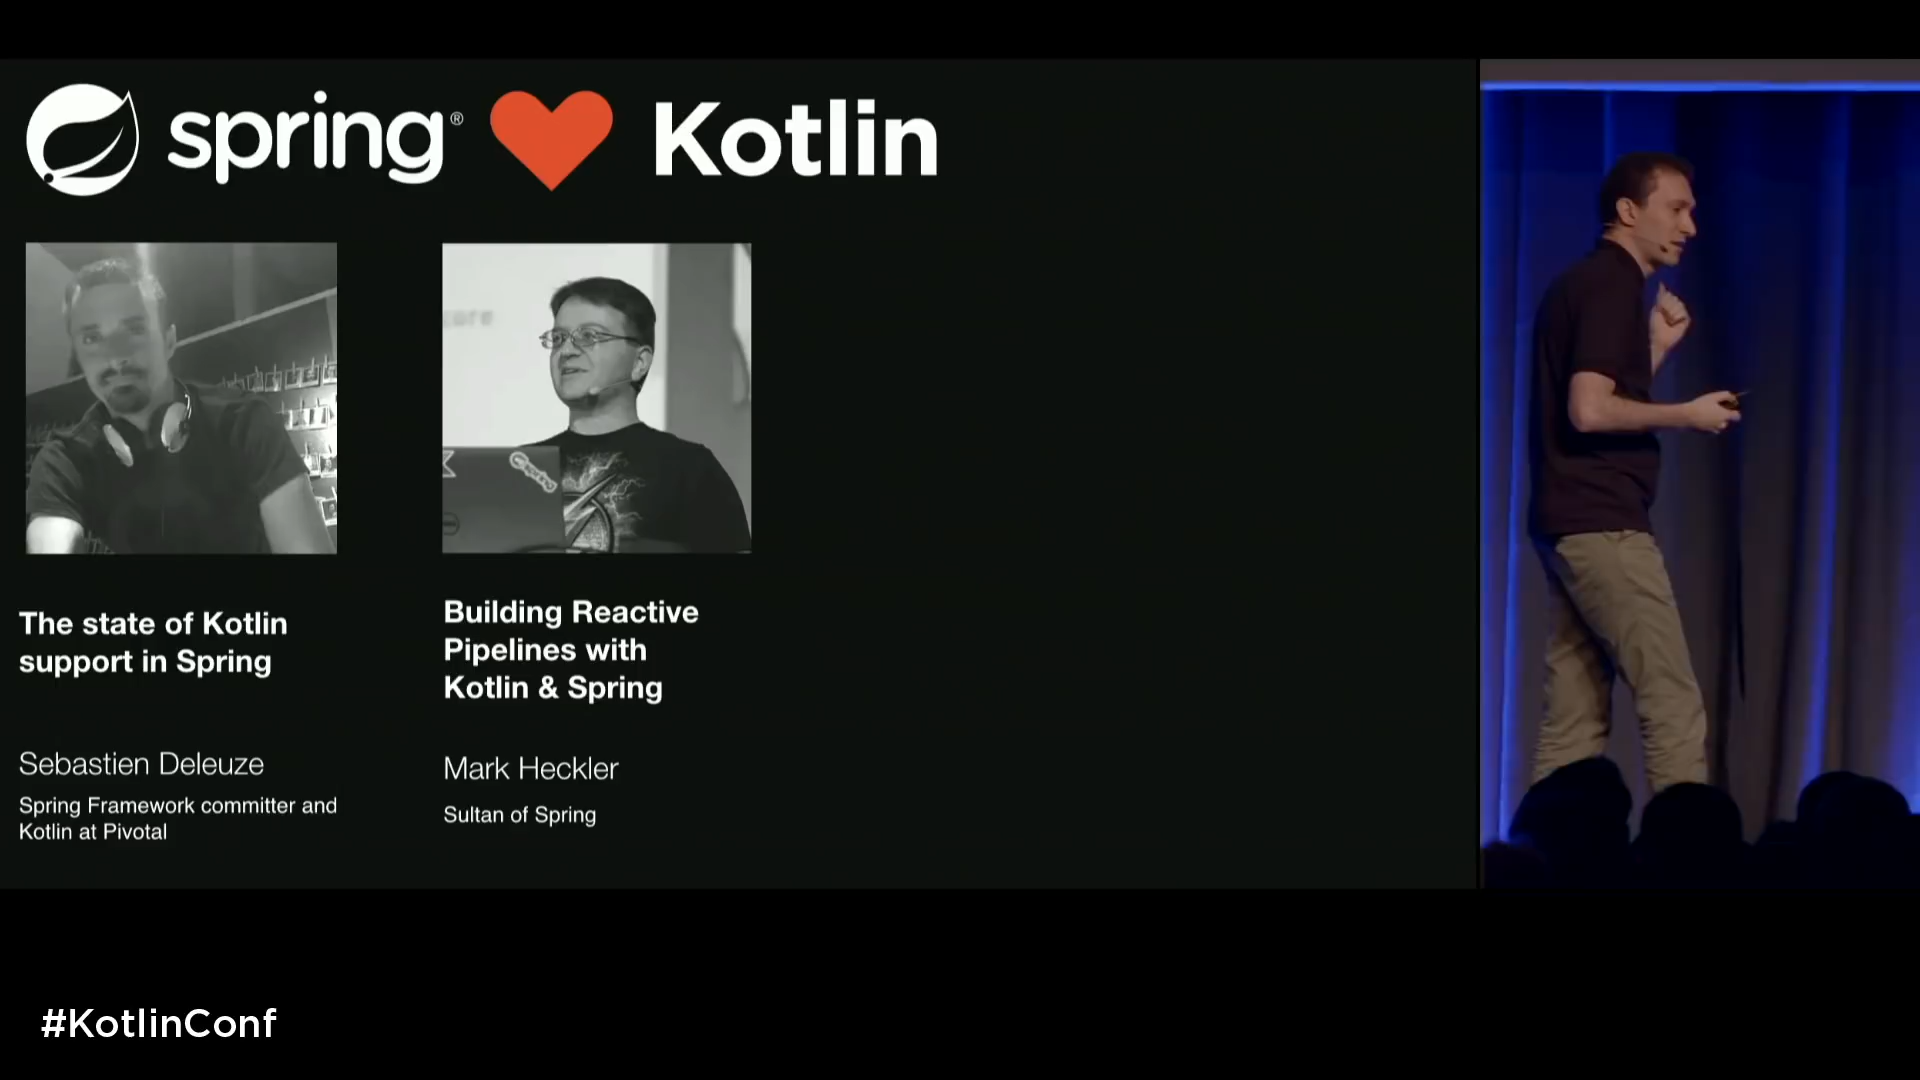 spring® Kotlin
The state of Kotlin
support in Spring
Sebastien Deleuze
Spring Framework committer and
Kotlin at Pivotal
Building Reactive
Pipelines with
Kotlin & Spring
Mark Heckler
Sultan of Spring
#KotlinConf